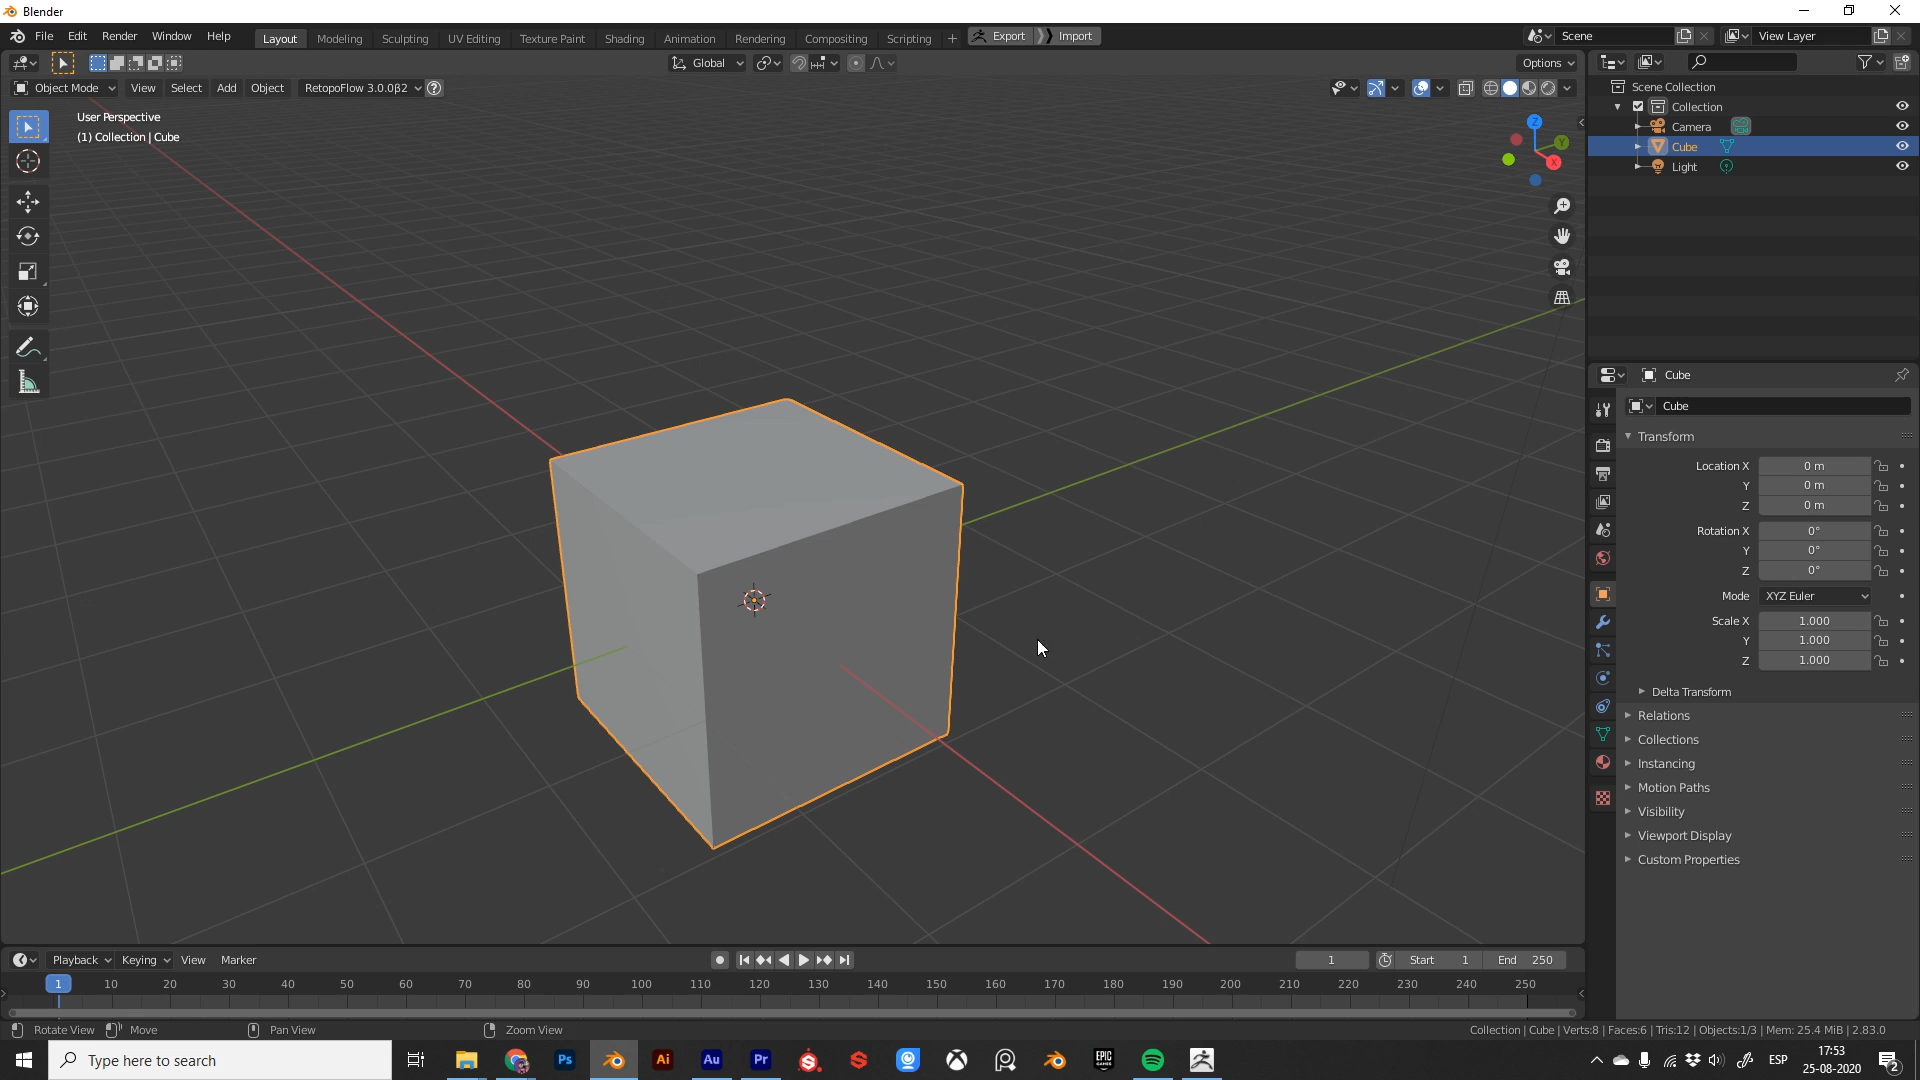 Blender
File Edit Render Window Help Layout Modeling Sculpting UV Editing Texture Paint Shading Animation Rendering Compositing Scripting + Export Import Scene View Layer
Global Options
Object Mode View Select Add Object RetopoFlow 3.0.0β2 ?
User Perspective
(1) Collection | Cube
Z
Y
X
Scene Collection
Collection
Camera
Cube
Light
Cube
Cube
Transform
Location X 0 m
Y 0 m
Z 0 m
Rotation X 0°
Y 0°
Z 0°
Mode XYZ Euler
Scale X 1.000
Y 1.000
Z 1.000
Delta Transform
Relations
Collections
Instancing
Motion Paths
Visibility
Viewport Display
Custom Properties
Playback Keying View Marker 1 Start 1 End 250
1 10 20 30 40 50 60 70 80 90 100 110 120 130 140 150 160 170 180 190 200 210 220 230 240 250
Rotate View Move Pan View Zoom View Collection | Cube | Verts:8 | Faces:6 | Tris:12 | Objects:1/3 | Mem: 25.4 MiB | 2.83.0
Type here to search Ps Ai Au Pr EPIC GAMES ESP 17:53
25-08-2020 2